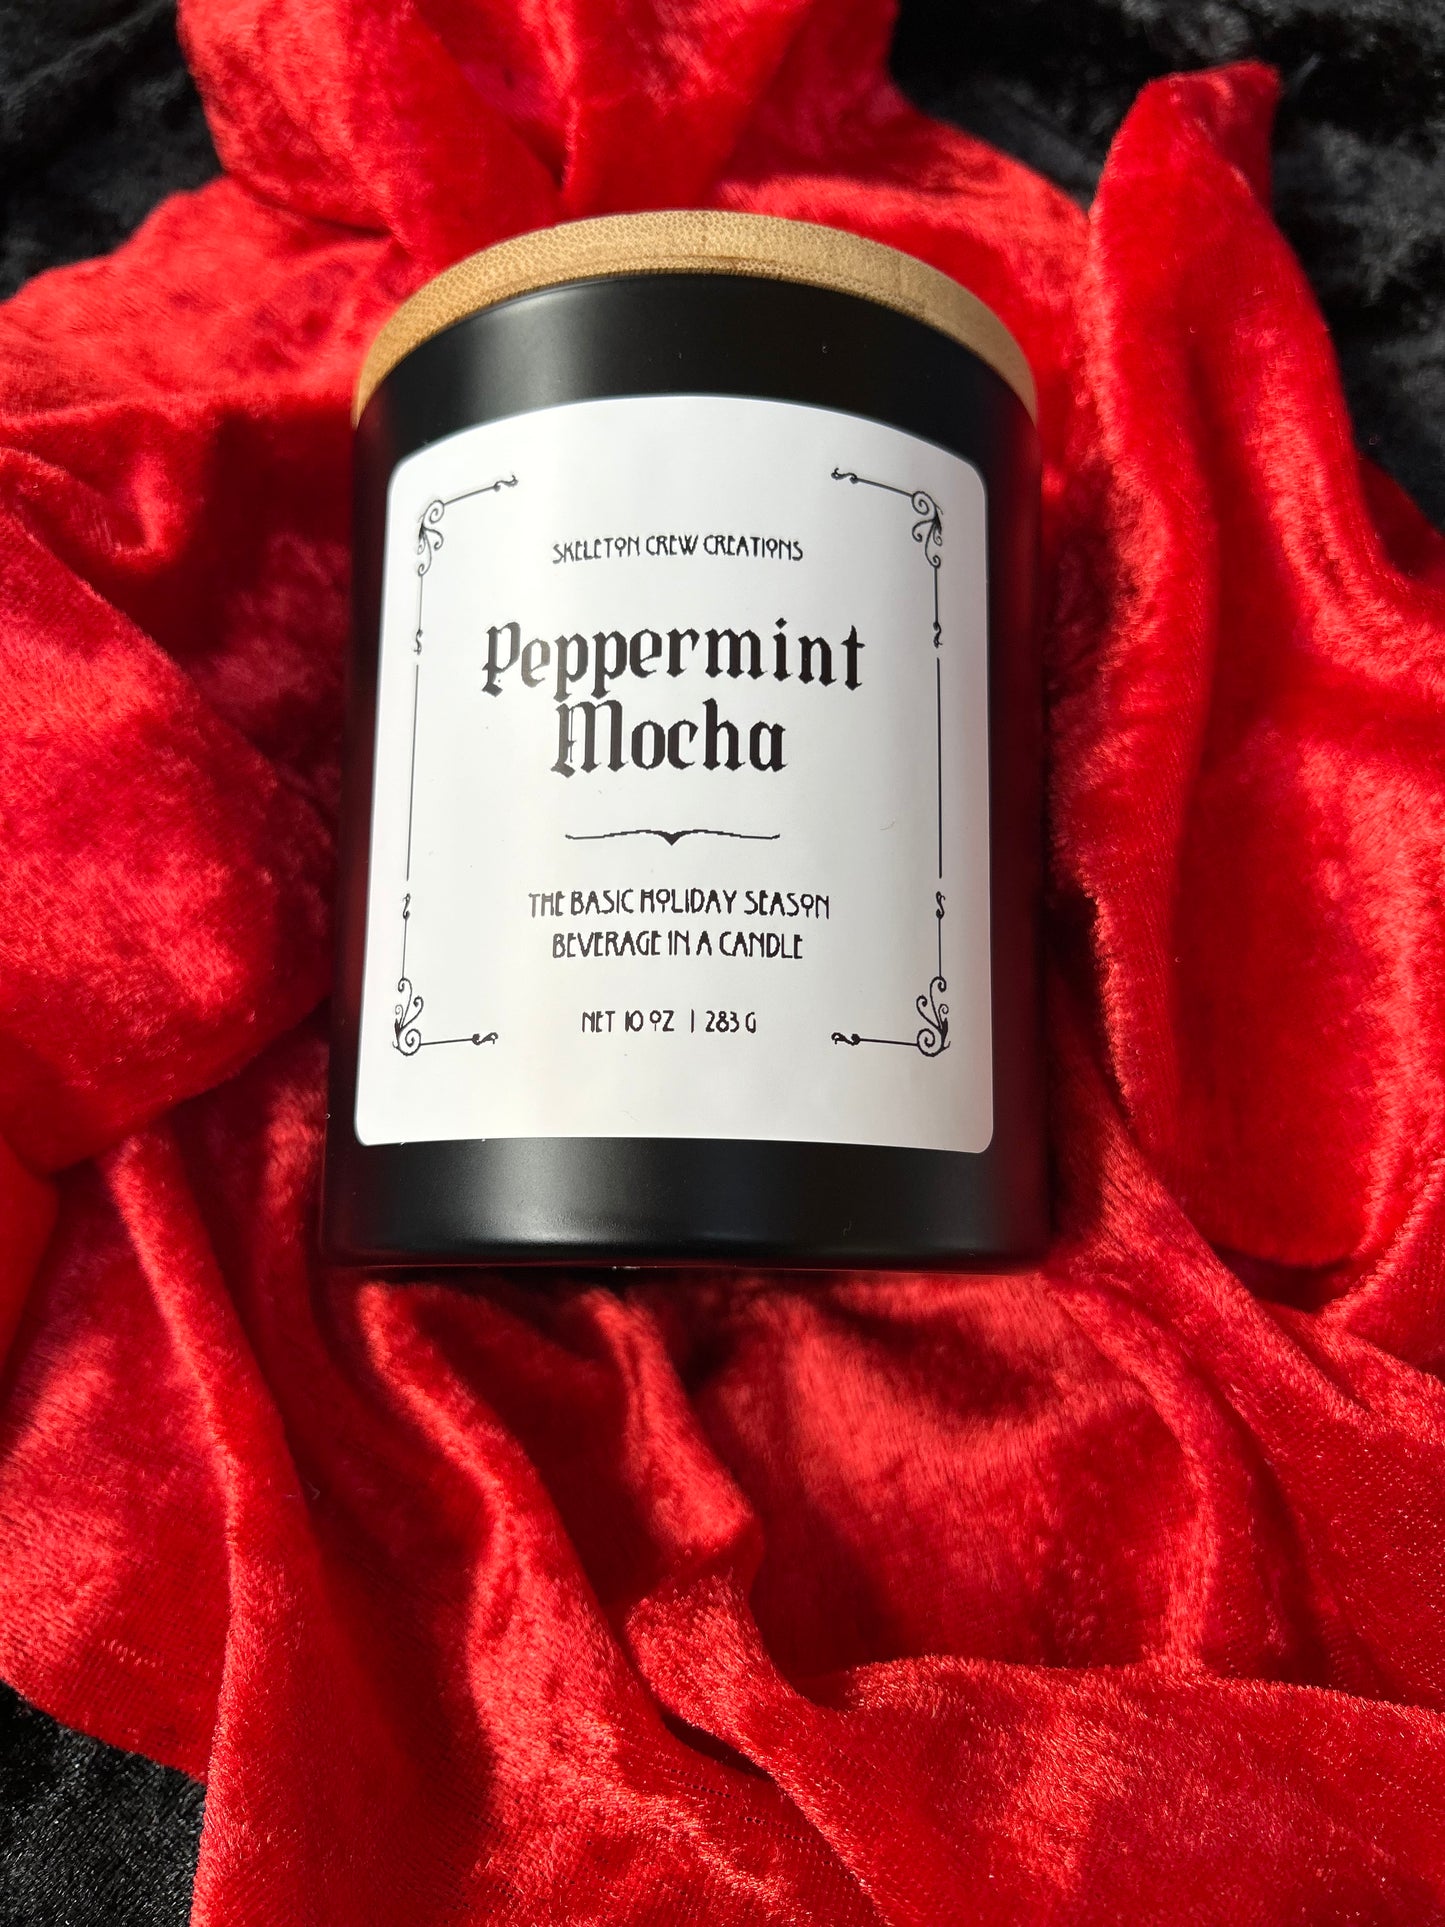 SKELETON CREW CREATIONS
Peppermint
Mocha
THE BASIC HOLIDAY SEASON
BEVERAGE IN A CANDLE
NET 10 OZ | 283 G